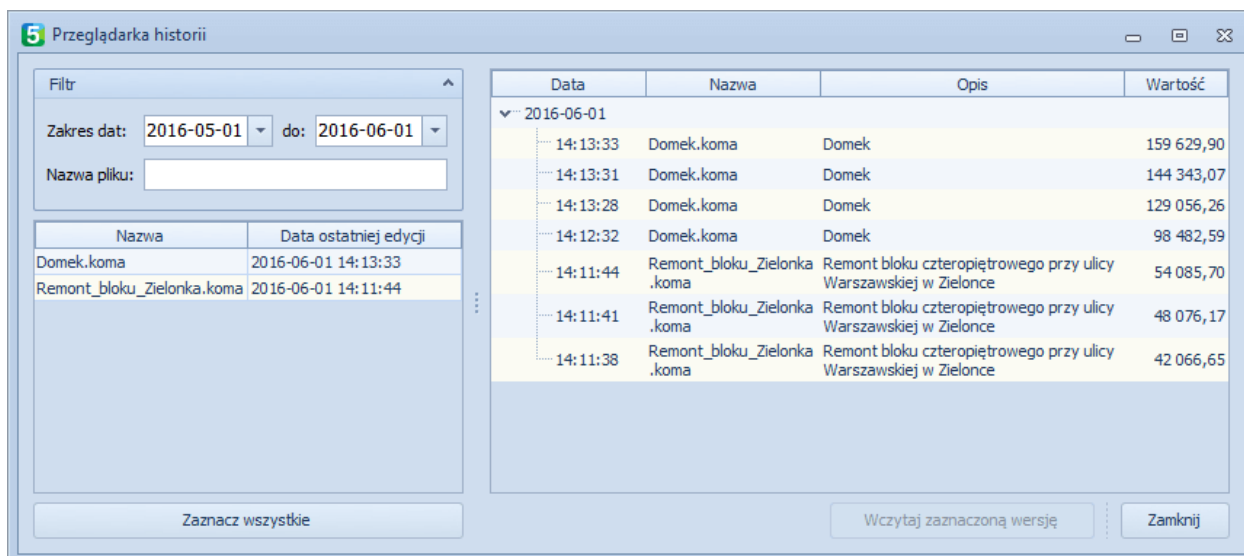 5 Przeglądarka historii
Filtr
Zakres dat: 2016-05-01 do: 2016-06-01
Nazwa pliku:
Nazwa Data ostatniej edycji
Domek.koma 2016-06-01 14:13:33
Remont_bloku_Zielonka.koma 2016-06-01 14:11:44
Zaznacz wszystkie
Data Nazwa Opis Wartość
2016-06-01
14:13:33 Domek.koma Domek 159 629,90
14:13:31 Domek.koma Domek 144 343,07
14:13:28 Domek.koma Domek 129 056,26
14:12:32 Domek.koma Domek 98 482,59
14:11:44 Remont_bloku_Zielonka Remont bloku czteropiętrowego przy ulicy 54 085,70
.koma Warszawskiej w Zielonce
14:11:41 Remont_bloku_Zielonka Remont bloku czteropiętrowego przy ulicy 48 076,17
.koma Warszawskiej w Zielonce
14:11:38 Remont_bloku_Zielonka Remont bloku czteropiętrowego przy ulicy 42 066,65
.koma Warszawskiej w Zielonce
Wczytaj zaznaczoną wersję Zamknij